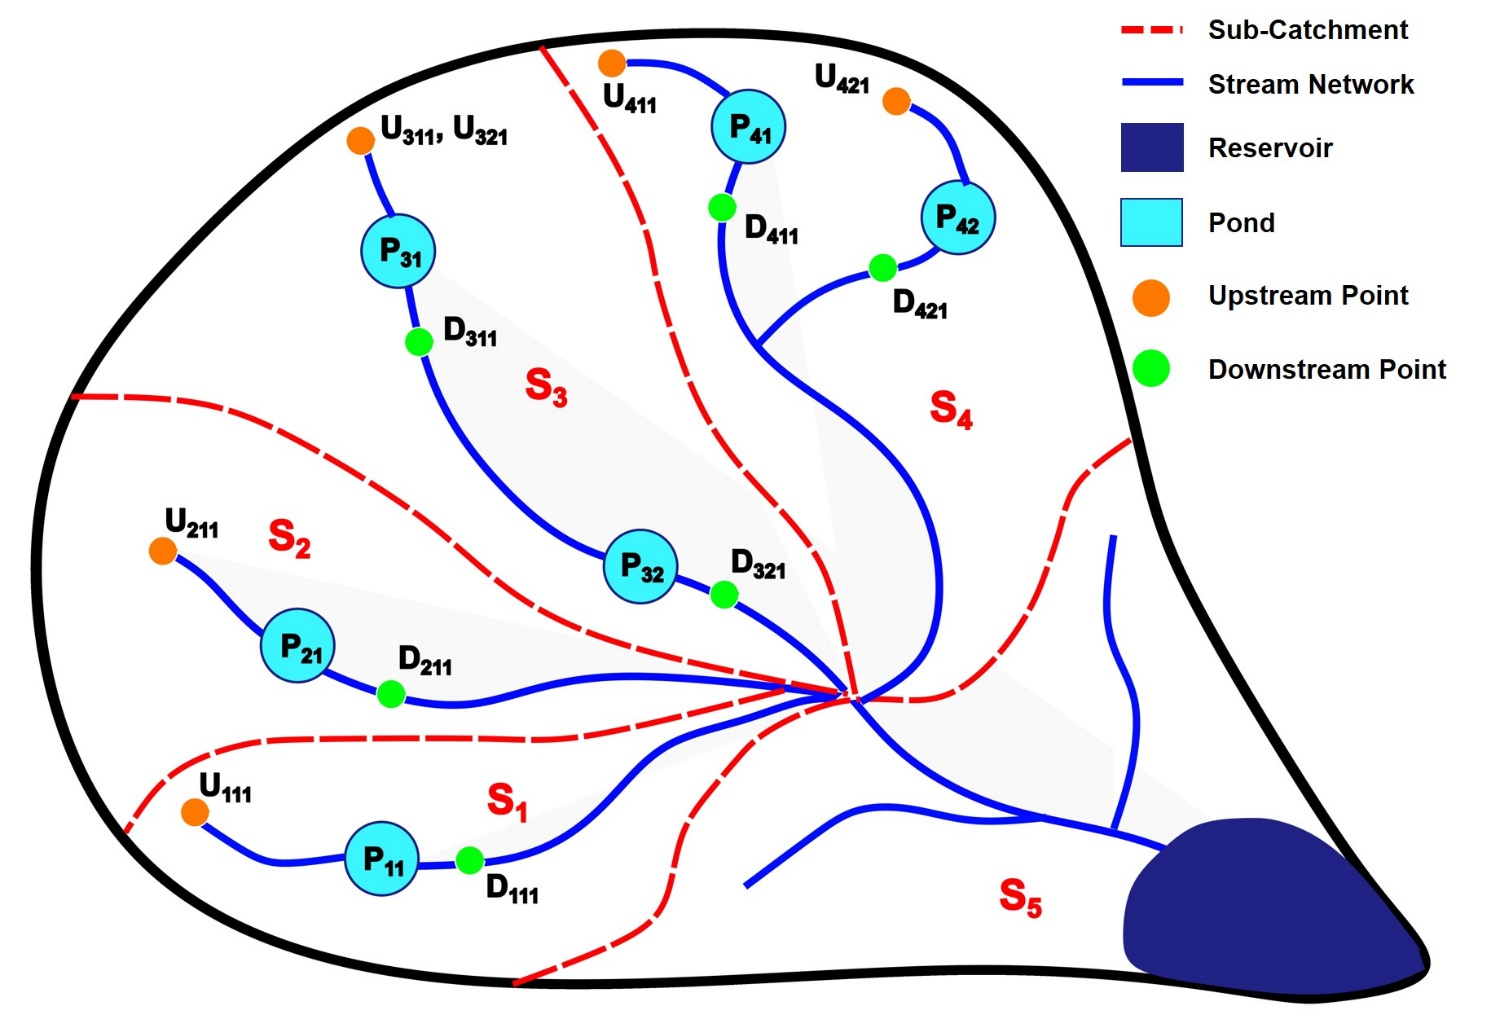 Sub-Catchment
Stream Network
Reservoir
Pond
Upstream Point
Downstream Point
U411
U421
U311, U321
P41
P42
P31
D411
D421
D311
S3
S4
U211
S2
P32
D321
P21
D211
U111
S1
P11
D111
S5